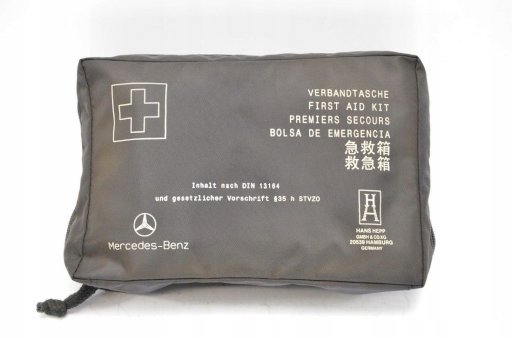 VERBANDTASCHE
FIRST AID KIT
PREMIERS SECOURS
BOLSA DE EMERGENCIA
急救箱
救急箱
Inhalt nach DIN 13164
und gesetzlicher Vorschrift §35 h STVZO
Mercedes-Benz
HANS HEPP
GMBH & CO.KG
20539 HAMBURG
GERMANY